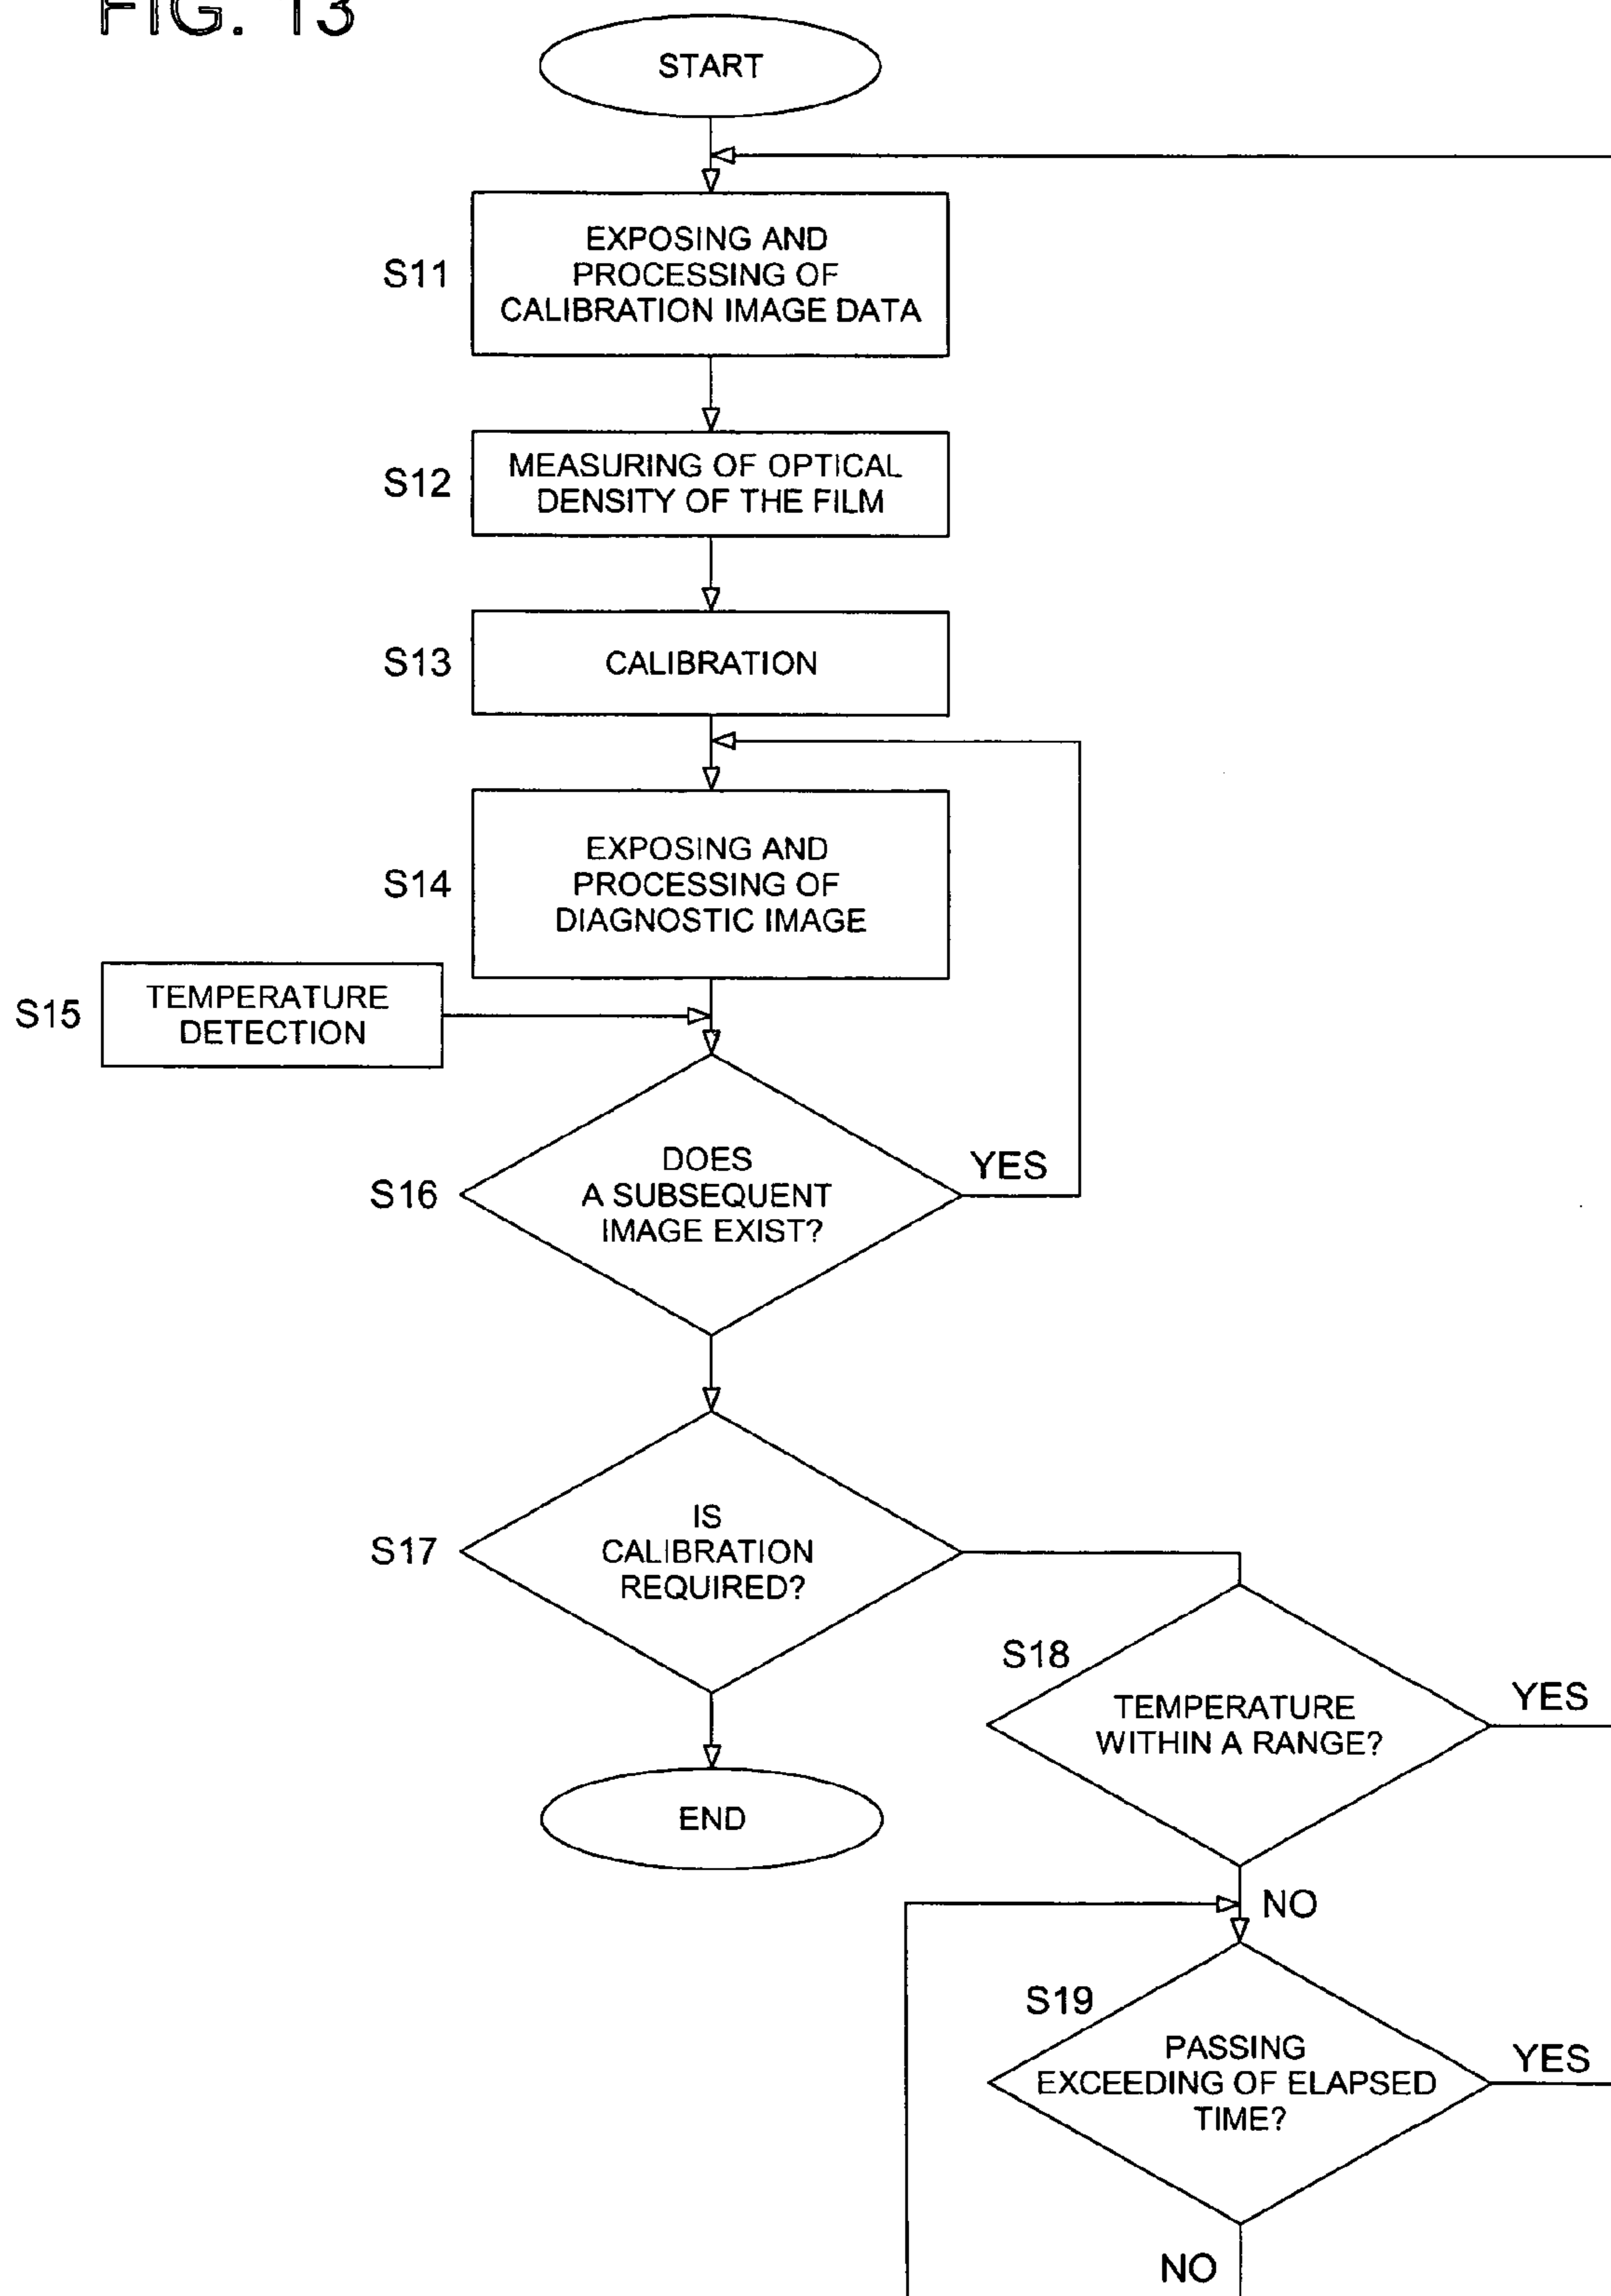 FIG. 13
START
S11
EXPOSING AND
PROCESSING OF
CALIBRATION IMAGE DATA
S12
MEASURING OF OPTICAL
DENSITY OF THE FILM
S13
CALIBRATION
S14
EXPOSING AND
PROCESSING OF
DIAGNOSTIC IMAGE
S15
TEMPERATURE
DETECTION
S16
DOES
A SUBSEQUENT
IMAGE EXIST?
YES
S17
IS
CALIBRATION
REQUIRED?
S18
TEMPERATURE
WITHIN A RANGE?
YES
END
NO
S19
PASSING
EXCEEDING OF ELAPSED
TIME?
YES
NO